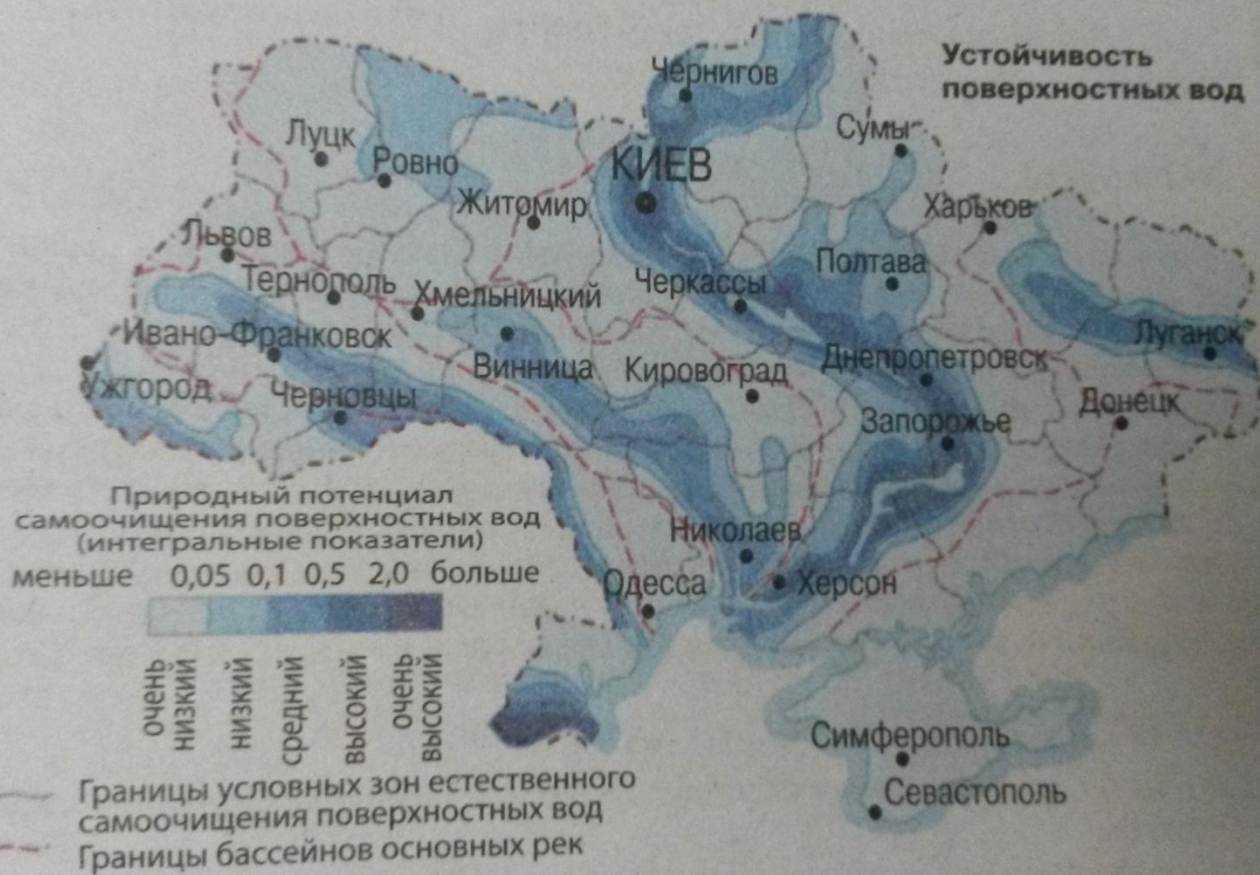 Устойчивость
поверхностных вод
Чернигов
Сумы
Луцк
Ровно
КИЕВ
Житомир
Харьков
Львов
Тернополь
Хмельницкий
Черкассы
Полтава
Ивано-Франковск
Винница
Кировоград
Днепропетровск
Луганск
Ужгород
Черновцы
Запорожье
Донецк
Николаев
Одесса
Херсон
Симферополь
Севастополь
Природный потенциал
самоочищения поверхностных вод
(интегральные показатели)
меньше 0,05 0,1 0,5 2,0 больше
очень
низкий
низкий
средний
высокий
очень
высокий
Границы условных зон естественного
самоочищения поверхностных вод
Границы бассейнов основных рек